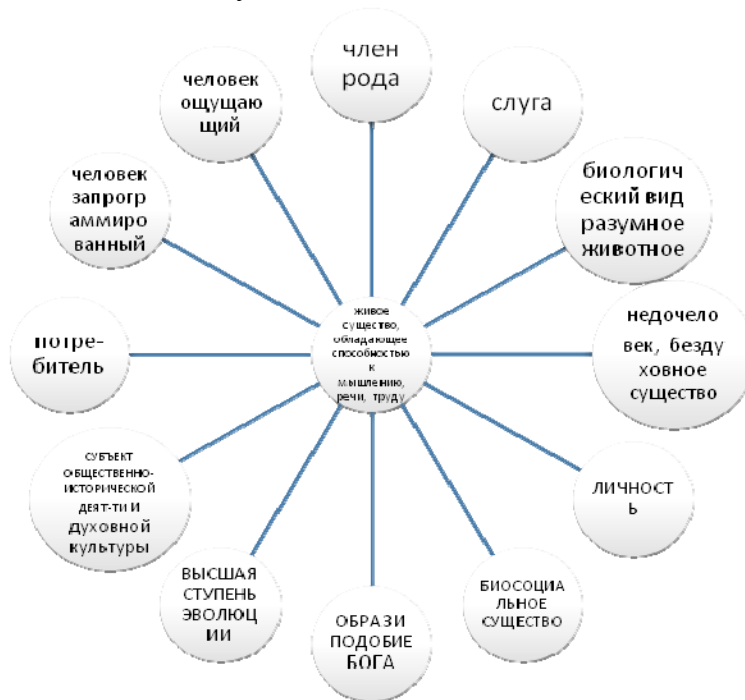 член
рода
слуга
биологич
еский вид
разумное
животное
недочело
век, безду
ховное
существо
личност
ь
БИОСОЦИА
ЛЬНОЕ
СУЩЕСТВО
ОБРАЗ И
ПОДОБИЕ
БОГА
ВЫСШАЯ
СТУПЕНЬ
ЭВОЛЮЦ
ИИ
СУБЪЕКТ
ОБЩЕСТВЕННО-
ИСТОРИЧЕСКОЙ
ДЕЯТ-ТИ И
ДУХОВНОЙ
КУЛЬТУРЫ
потре-
битель
человек
запрогр
аммиро
ванный
человек
ощущаю
щий
живое
существо,
обладающее
способностью
к
мышлению,
речи, труду